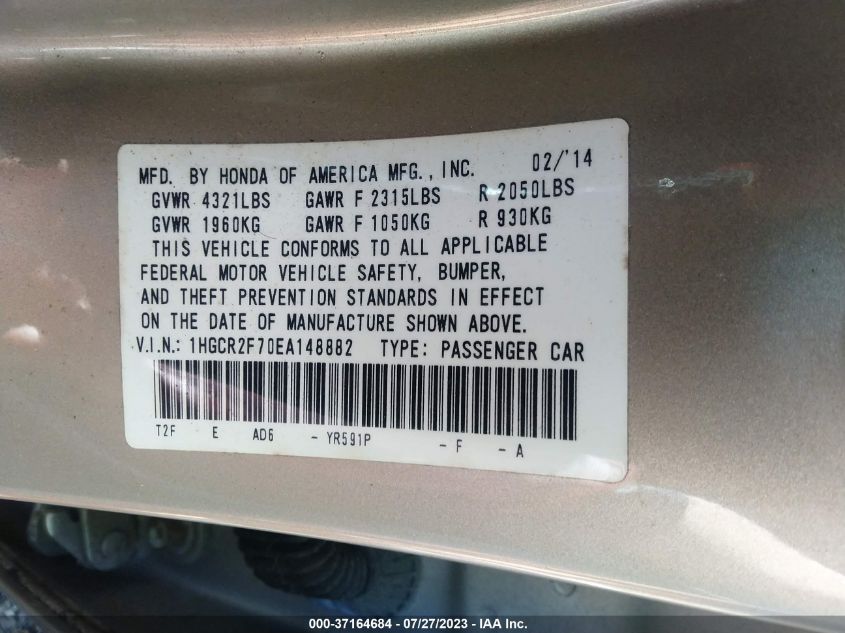 MFD. BY HONDA OF AMERICA MFG., INC. 02/'14
GVWR 4321LBS GAWR F 2315LBS R 2050LBS
GVWR 1960KG GAWR F 1050KG R 930KG
THIS VEHICLE CONFORMS TO ALL APPLICABLE
FEDERAL MOTOR VEHICLE SAFETY, BUMPER,
AND THEFT PREVENTION STANDARDS IN EFFECT
ON THE DATE OF MANUFACTURE SHOWN ABOVE.
V.I.N.: 1HGCR2F70EA148882 TYPE: PASSENGER CAR
T2F E AD6 - YR591P - F - A
000-37164684 / 07/27/2023 / IAA Inc.